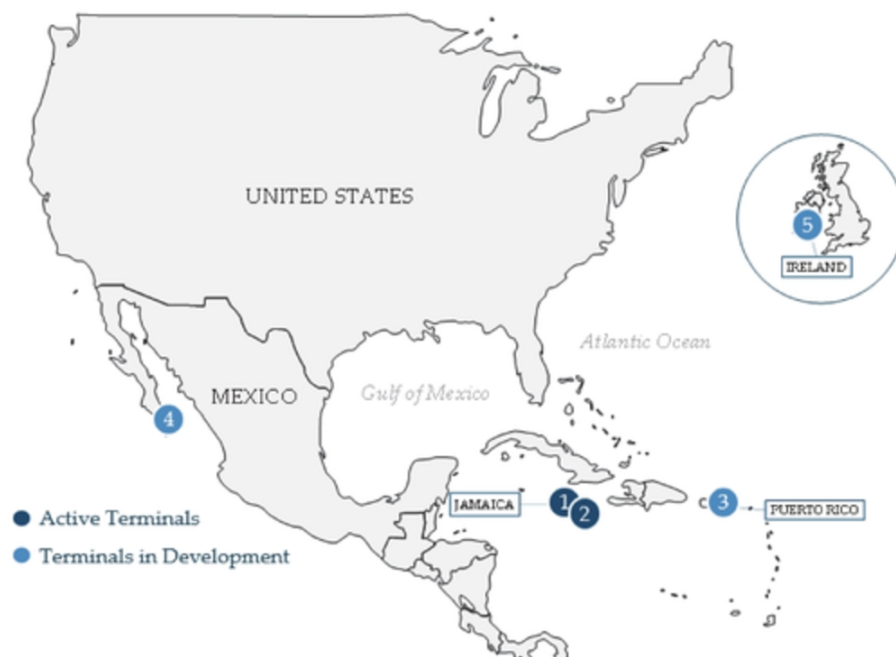 UNITED STATES
5
IRELAND
Atlantic Ocean
MEXICO
Gulf of Mexico
4
JAMAICA
1
2
3
PUERTO RICO
Active Terminals
Terminals in Development